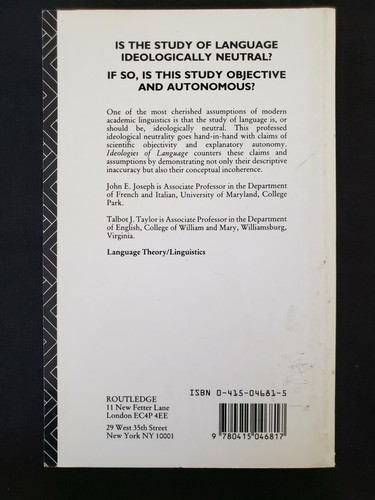 IS THE STUDY OF LANGUAGE
IDEOLOGICALLY NEUTRAL?
IF SO, IS THIS STUDY OBJECTIVE
AND AUTONOMOUS?
One of the most cherished assumptions of modern
academic linguistics is that the study of language is, or
should be, ideologically neutral. This professed
ideological neutrality goes hand-in-hand with claims of
scientific objectivity and explanatory autonomy.
Ideologies of Language counters these claims and
assumptions by demonstrating not only their descriptive
inaccuracy but also their conceptual incoherence.
John E. Joseph is Associate Professor in the Department
of French and Italian, University of Maryland, College
Park.
Talbot J. Taylor is Associate Professor in the Department
of English, College of William and Mary, Williamsburg,
Virginia.
Language Theory/Linguistics
ISBN 0-415-04681-5
ROUTLEDGE
11 New Fetter Lane
London EC4P 4EE
29 West 35th Street
New York NY 10001
9 780415 046817